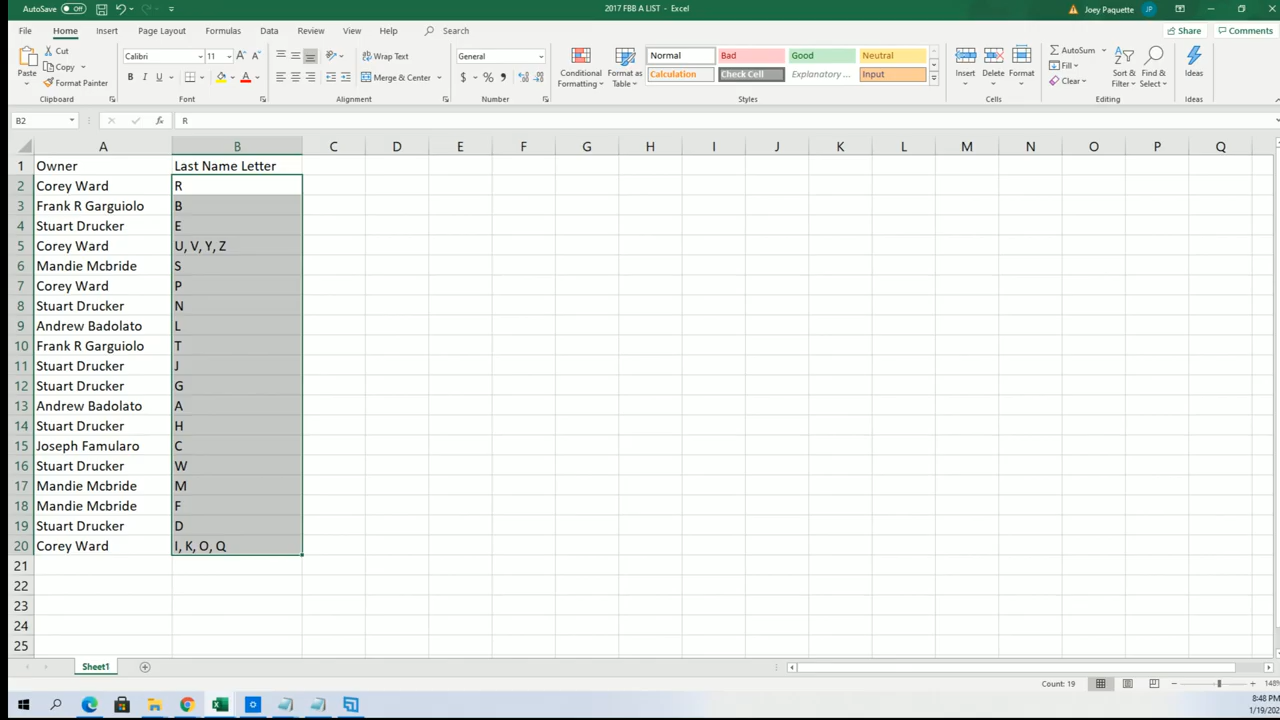 AutoSave Off 2017 FBB A LIST - Excel Joey Paquette JP
File Home Insert Page Layout Formulas Data Review View Help Search Share Comments
Paste Cut Copy Format Painter
Clipboard
Calibri 11 A A
B I U A
Font
Wrap Text
Merge & Center
Alignment
General
$ % , .00
Number
Conditional Formatting Format as Table
Normal Bad Good Neutral
Calculation Check Cell Explanatory ... Input
Styles
Insert Delete Format
Cells
AutoSum
Fill
Clear
Sort & Filter Find & Select
Editing
Ideas
Ideas
B2 fx R
A B C D E F G H I J K L M N O P Q
1 Owner Last Name Letter
2 Corey Ward R
3 Frank R Garguiolo B
4 Stuart Drucker E
5 Corey Ward U, V, Y, Z
6 Mandie Mcbride S
7 Corey Ward P
8 Stuart Drucker N
9 Andrew Badolato L
10 Frank R Garguiolo T
11 Stuart Drucker J
12 Stuart Drucker G
13 Andrew Badolato A
14 Stuart Drucker H
15 Joseph Famularo C
16 Stuart Drucker W
17 Mandie Mcbride M
18 Mandie Mcbride F
19 Stuart Drucker D
20 Corey Ward I, K, O, Q
21
22
23
24
25
Sheet1
Count: 19 148%
8:48 PM
1/19/202